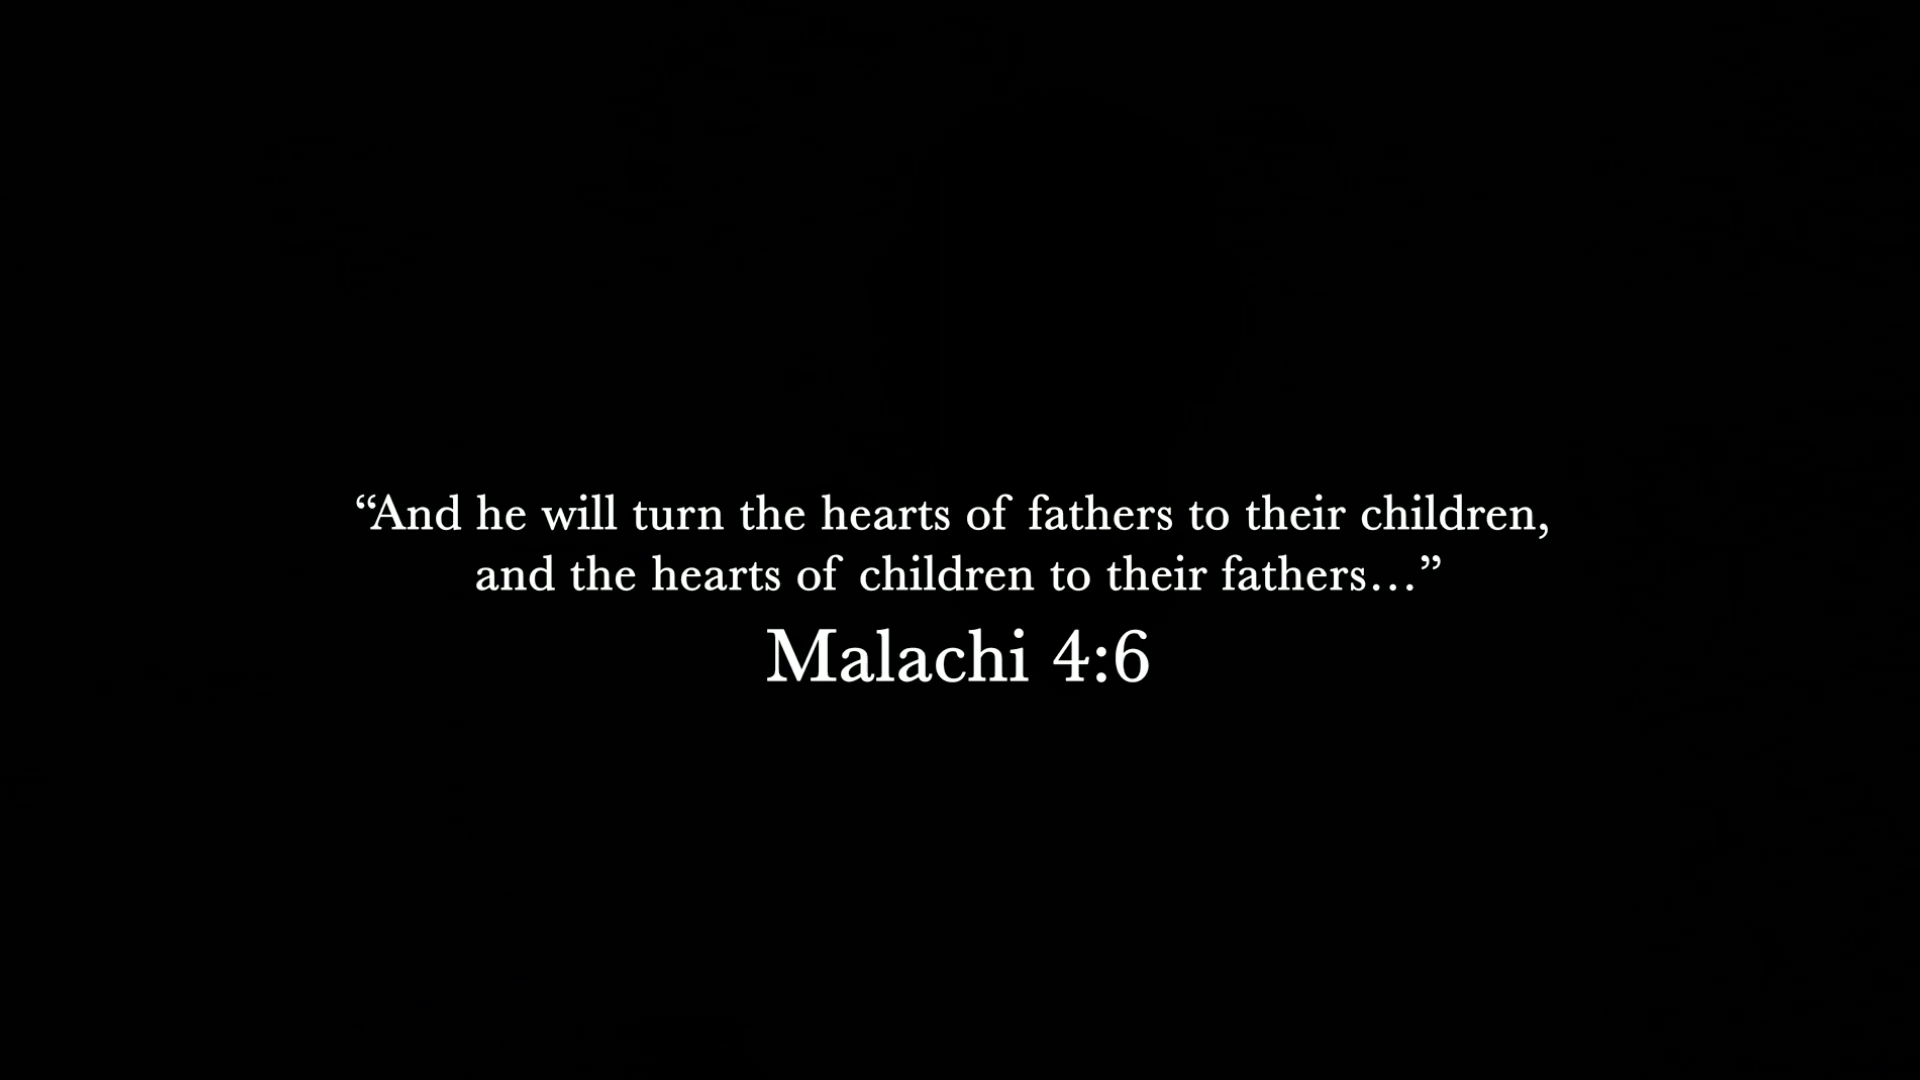 “And he will turn the hearts of fathers to their children,
and the hearts of children to their fathers…”
Malachi 4:6